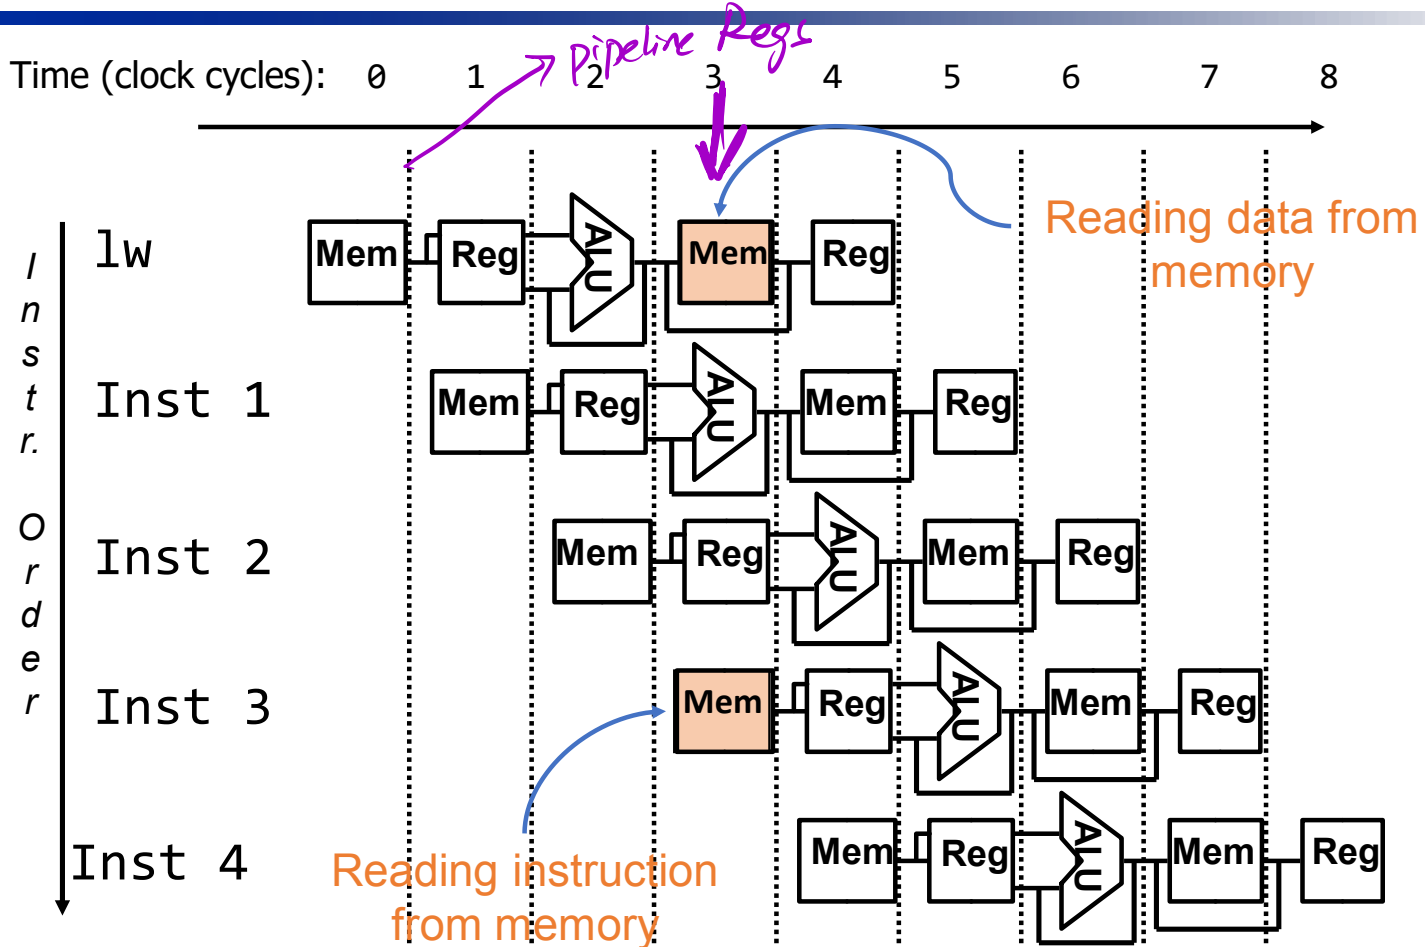 pipeline Regs
Time (clock cycles): 0 1 2 3 4 5 6 7 8
Reading data from
memory
Instr. Order
lw Mem Reg ALU Mem Reg
Inst 1 Mem Reg ALU Mem Reg
Inst 2 Mem Reg ALU Mem Reg
Inst 3 Mem Reg ALU Mem Reg
Inst 4 Mem Reg ALU Mem Reg
Reading instruction
from memory